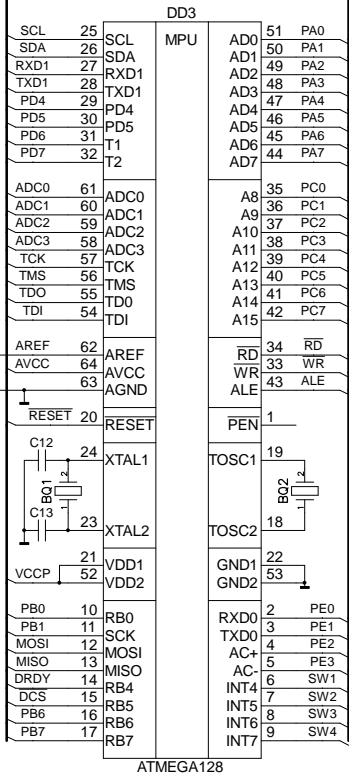 DD3
MPU
SCL 25 SCL AD0 51 PA0
SDA 26 SDA AD1 50 PA1
RXD1 27 RXD1 AD2 49 PA2
TXD1 28 TXD1 AD3 48 PA3
PD4 29 PD4 AD4 47 PA4
PD5 30 PD5 AD5 46 PA5
PD6 31 T1 AD6 45 PA6
PD7 32 T2 AD7 44 PA7
ADC0 61 ADC0 A8 35 PC0
ADC1 60 ADC1 A9 36 PC1
ADC2 59 ADC2 A10 37 PC2
ADC3 58 ADC3 A11 38 PC3
TCK 57 TCK A12 39 PC4
TMS 56 TMS A13 40 PC5
TDO 55 TD0 A14 41 PC6
TDI 54 TDI A15 42 PC7
AREF 62 AREF RD 34 RD
AVCC 64 AVCC WR 33 WR
63 AGND ALE 43 ALE
RESET 20 RESET PEN 1
C12 24 XTAL1 TOSC1 19
2 BQ1 1 2 BQ2 1
C13 23 XTAL2 TOSC2 18
21 VDD1 GND1 22
VCCP 52 VDD2 GND2 53
PB0 10 RB0 RXD0 2 PE0
PB1 11 SCK TXD0 3 PE1
MOSI 12 MOSI AC+ 4 PE2
MISO 13 MISO AC- 5 PE3
DRDY 14 RB4 INT4 6 SW1
DCS 15 RB5 INT5 7 SW2
PB6 16 RB6 INT6 8 SW3
PB7 17 RB7 INT7 9 SW4
ATMEGA128